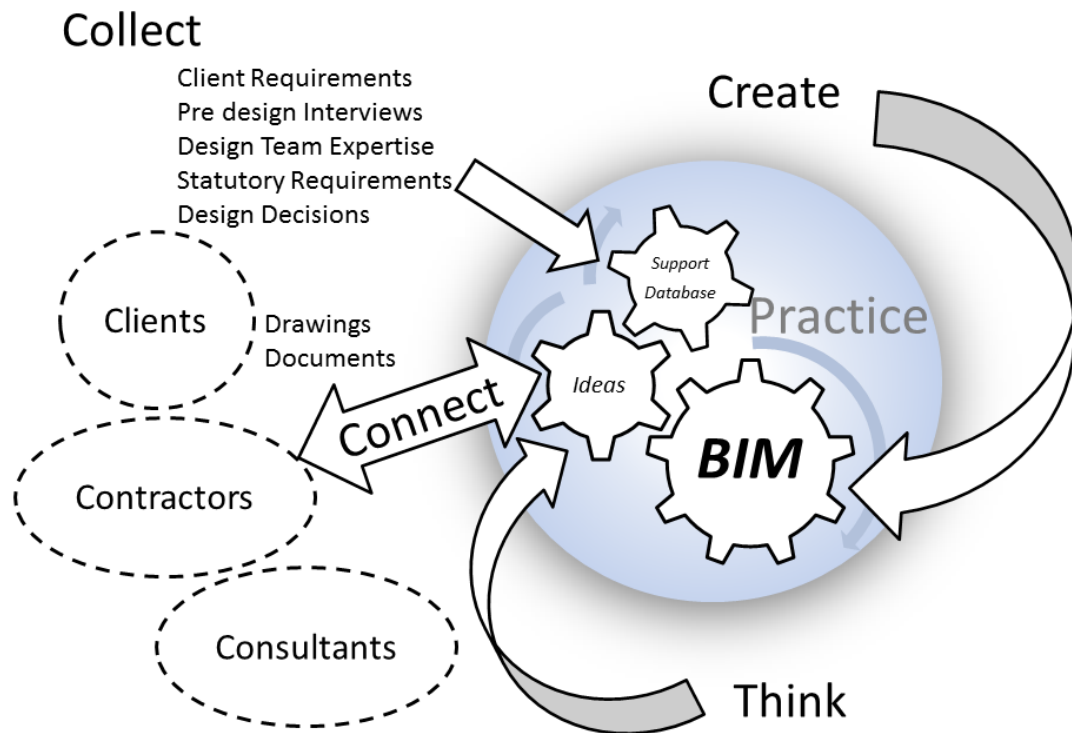 Collect
Client Requirements
Pre design Interviews
Design Team Expertise
Statutory Requirements
Design Decisions
Create
Support
Database
Practice
Clients
Drawings
Documents
Ideas
Connect
BIM
Contractors
Consultants
Think